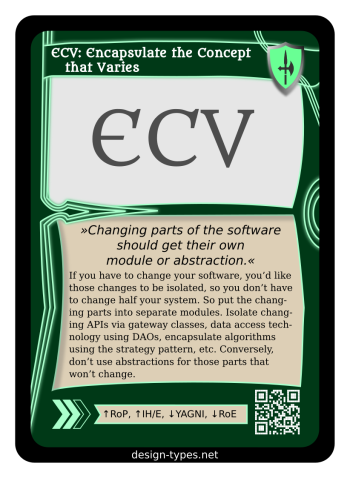 ECV: Encapsulate the Concept
that Varies
ECV
»Changing parts of the software
should get their own
module or abstraction.«
If you have to change your software, you’d like
those changes to be isolated, so you don’t have
to change half your system. So put the chang-
ing parts into separate modules. Isolate chang-
ing APIs via gateway classes, data access tech-
nology using DAOs, encapsulate algorithms
using the strategy pattern, etc. Conversely,
don’t use abstractions for those parts that
won’t change.
↑RoP, ↑IH/E, ↓YAGNI, ↓RoE
design-types.net